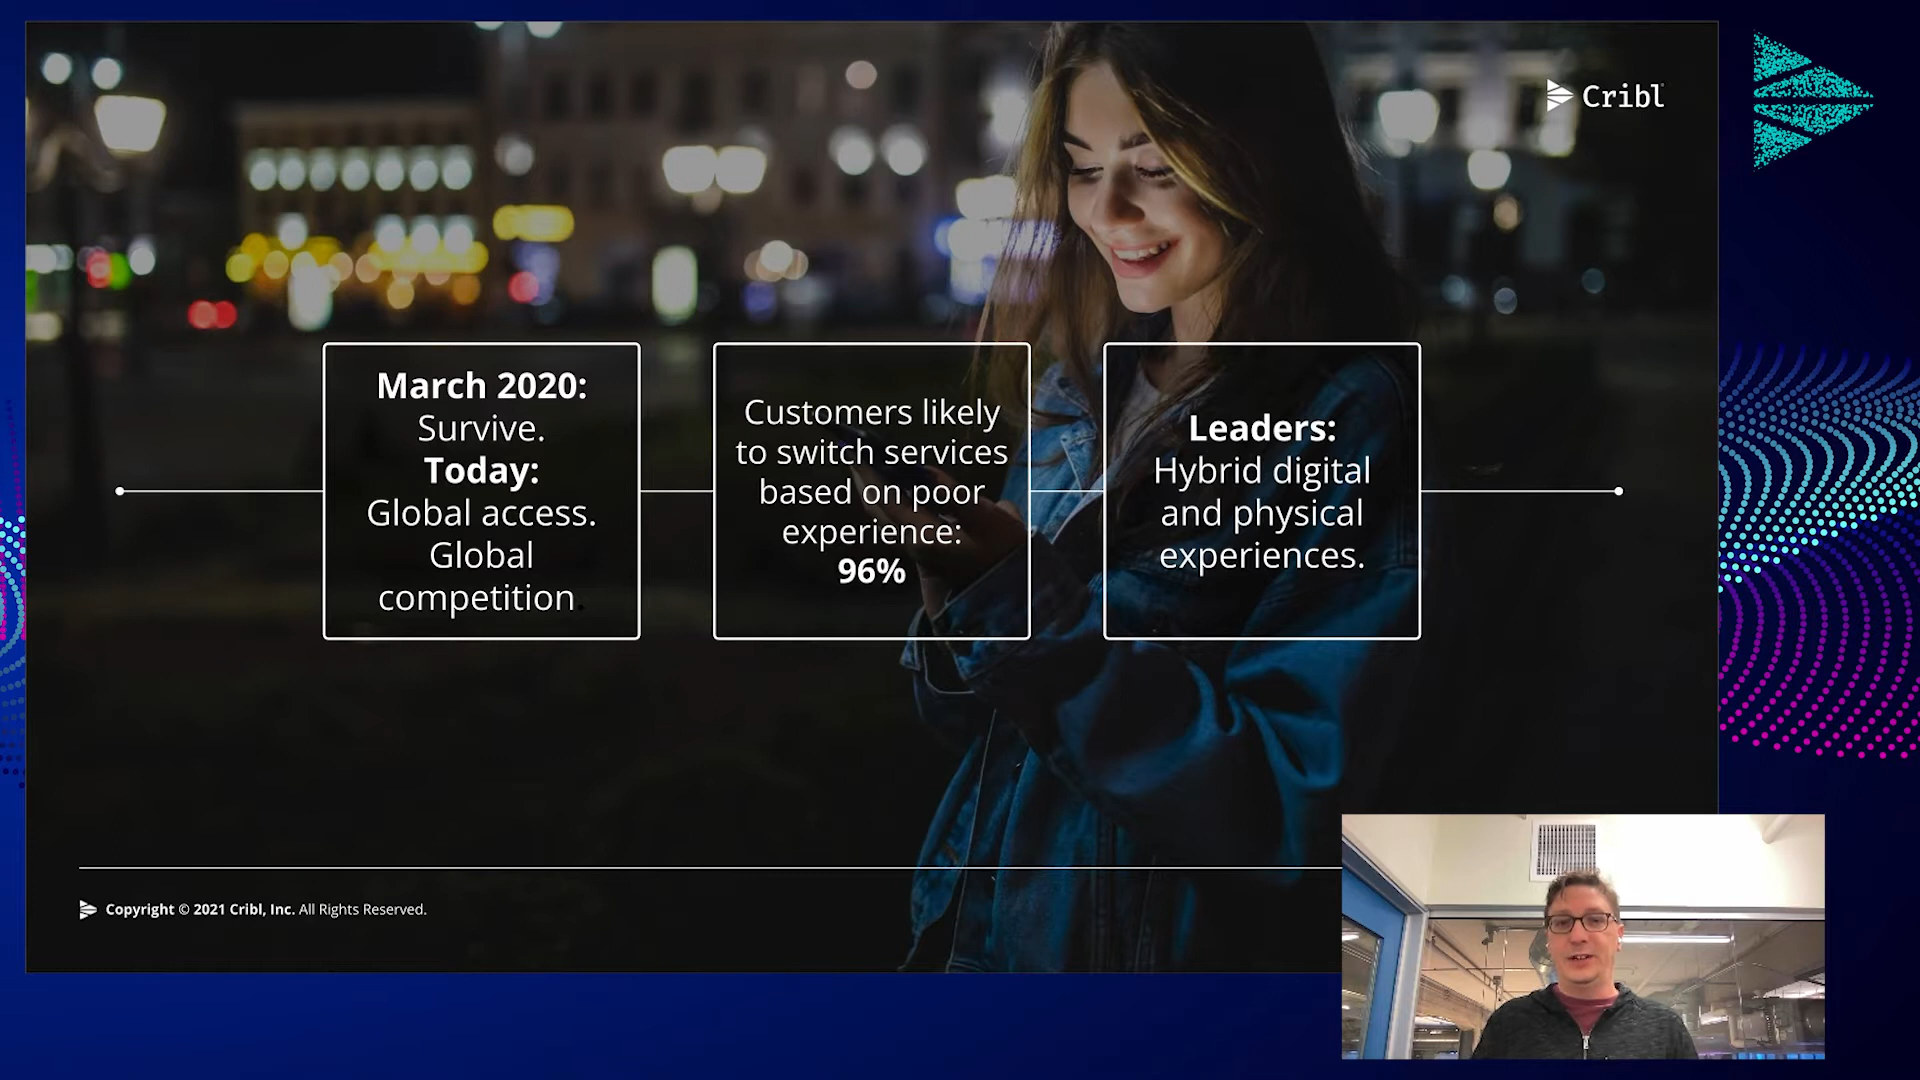 Cribl
March 2020:
Survive.
Today:
Global access.
Global
competition.
Customers likely
to switch services
based on poor
experience:
96%
Leaders:
Hybrid digital
and physical
experiences.
Copyright © 2021 Cribl, Inc. All Rights Reserved.